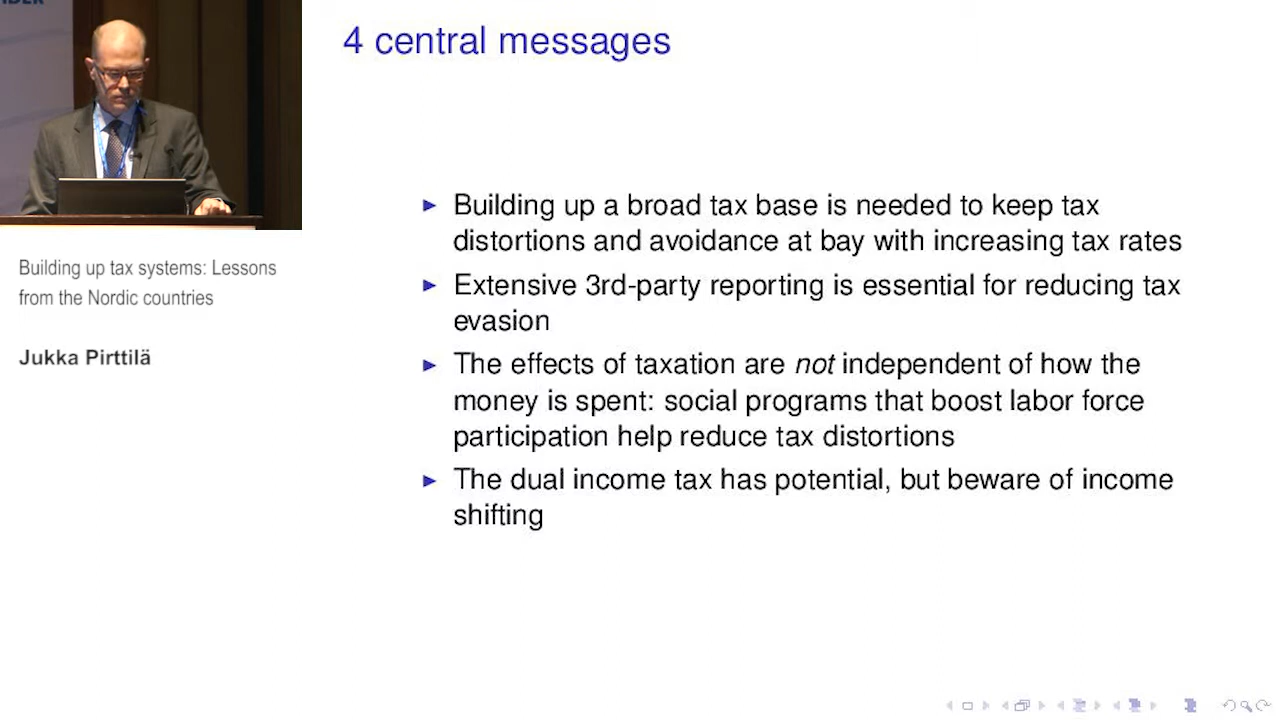 4 central messages
Building up a broad tax base is needed to keep tax
distortions and avoidance at bay with increasing tax rates
Extensive 3rd-party reporting is essential for reducing tax
evasion
The effects of taxation are not independent of how the
money is spent: social programs that boost labor force
participation help reduce tax distortions
The dual income tax has potential, but beware of income
shifting
Building up tax systems: Lessons
from the Nordic countries
Jukka Pirttilä